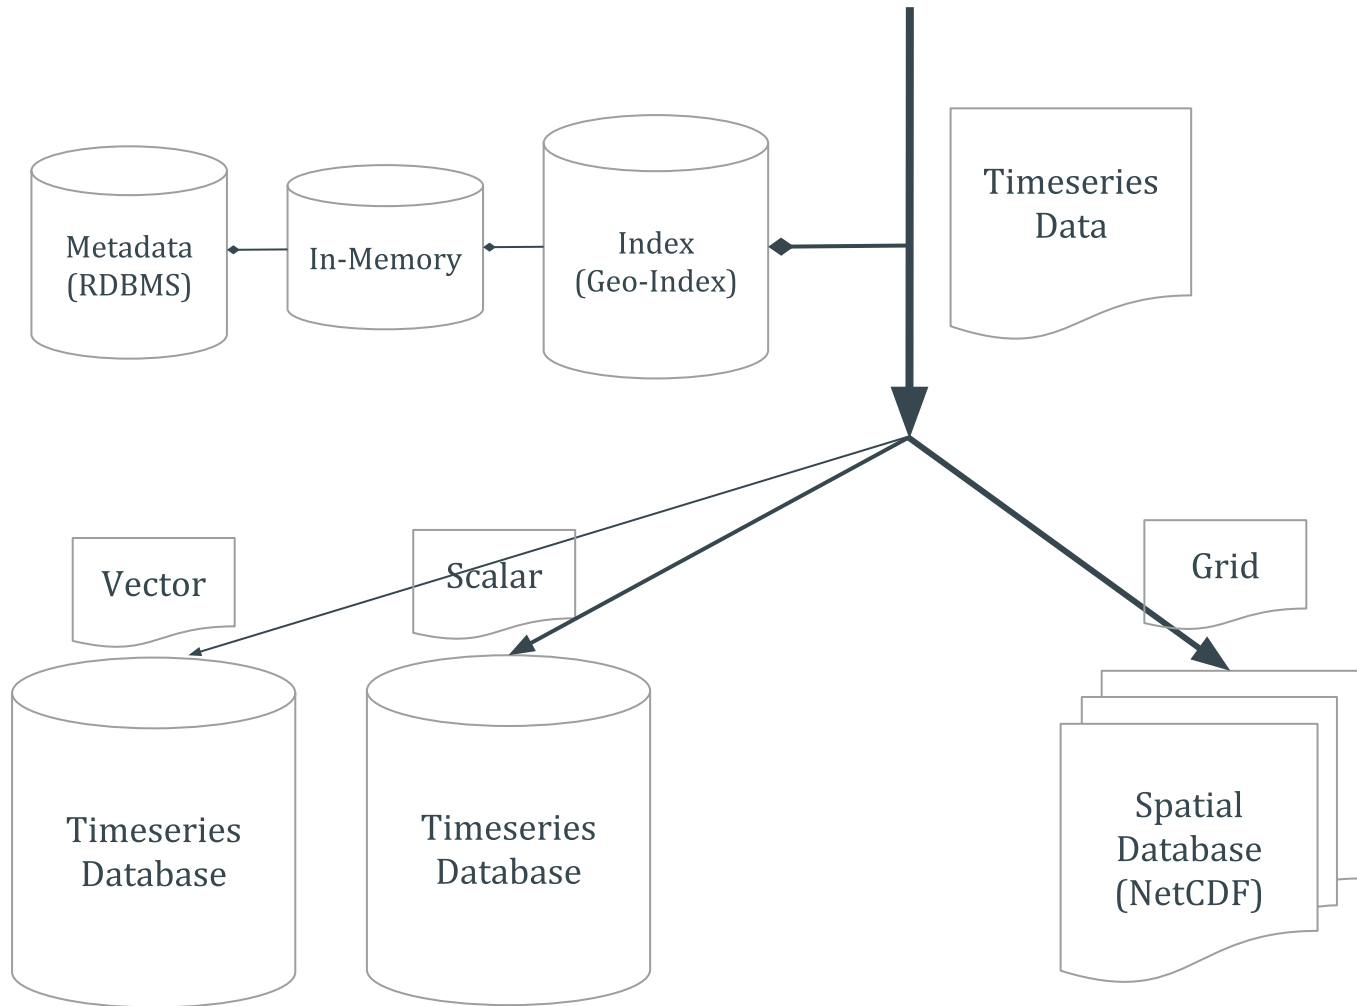 Timeseries
Data
Metadata
(RDBMS)
In-Memory
Index
(Geo-Index)
Vector
Scalar
Grid
Timeseries
Database
Timeseries
Database
Spatial
Database
(NetCDF)